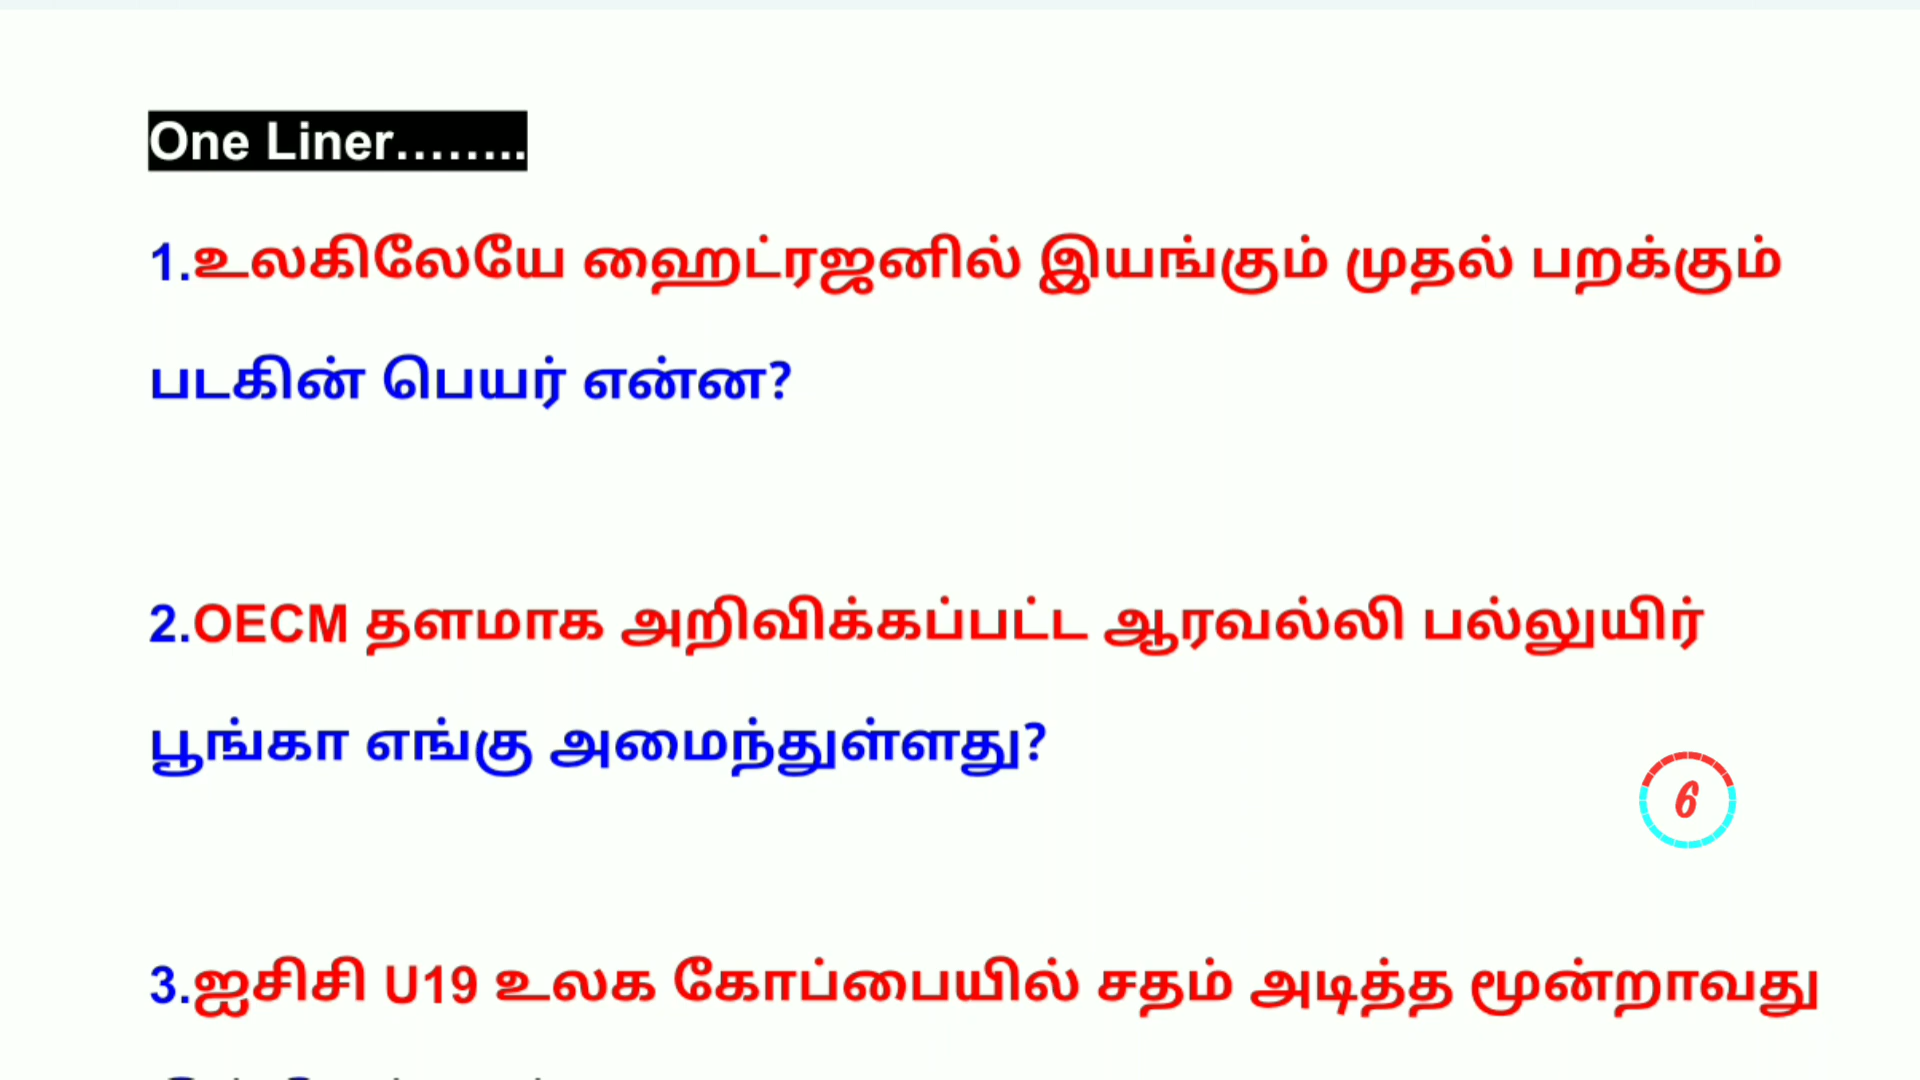 One Liner........
1.உலகிலேயே ஹைட்ரஜனில் இயங்கும் முதல் பறக்கும்
படகின் பெயர் என்ன?
2.OECM தளமாக அறிவிக்கப்பட்ட ஆரவல்லி பல்லுயிர்
பூங்கா எங்கு அமைந்துள்ளது?
6
3.ஐசிசி U19 உலக கோப்பையில் சதம் அடித்த மூன்றாவது